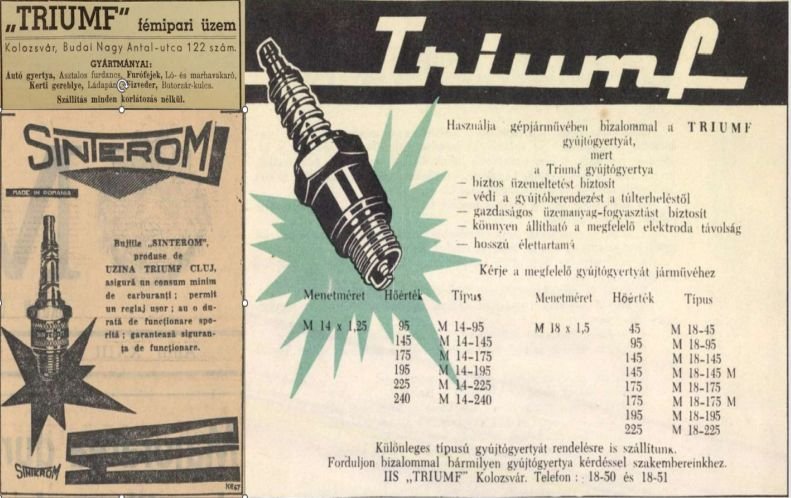 „TRIUMF” fémipari üzem
Kolozsvár, Budai Nagy Antal-utca 122 szám.
GYÁRTMÁNYAI:
Autó gyertya, Asztalos furdancs, Furófejek, Ló- és marhavakaró,
Kerti gereblye, Ládapánt, Vizveder, Butorzár-kulcs.
Szállitás minden korlátozás nélkül.
SINTEROM
MADE IN ROMANIA
Bujiile „SINTEROM”,
produse de
UZINA TRIUMF CLUJ,
asigură un consum minim
de carburanți ; permit
un reglaj ușor ; au o du-
rată de funcționare spo-
rită ; garantează siguran-
ța de funcționare.
SINTEROM
Triumf
Használja gépjárművében bizalommal a TRIUMF
gyújtógyertyát,
mert
a Triumf gyújtógyertya
— biztos üzemeltetést biztosít
— védi a gyújtóberendezést a túlterheléstől
— gazdaságos üzemanyag-fogyasztást biztosít
— könnyen állítható a megfelelő elektroda távolság
— hosszú élettartamú
Kérje a megfelelő gyújtógyertyát járművéhez
Menetméret Hőérték Típus Menetméret Hőérték Típus
M 14 x 1,25 95 M 14-95 M 18 x 1,5 45 M 18-45
145 M 14-145 95 M 18-95
175 M 14-175 145 M 18-145
195 M 14-195 145 M 18-145 M
225 M 14-225 175 M 18-175
240 M 14-240 175 M 18-175 M
195 M 18-195
225 M 18-225
Különleges típusú gyújtógyertyát rendelésre is szállítunk.
Forduljon bizalommal bármilyen gyújtógyertya kérdéssel szakembereinkhez.
IIS „TRIUMF” Kolozsvár. Telefon : 18-50 és 18-51